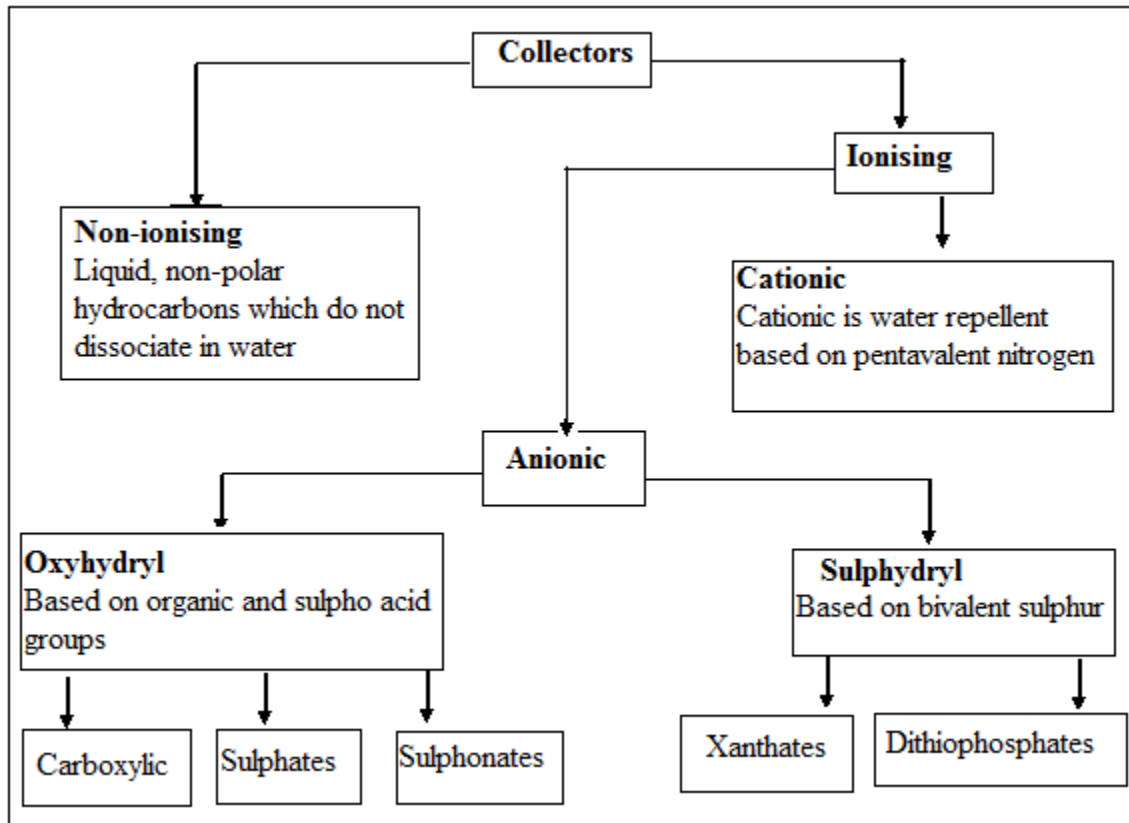 Collectors
Ionising
Non-ionising
Liquid, non-polar
hydrocarbons which do not
dissociate in water
Cationic
Cationic is water repellent
based on pentavalent nitrogen
Anionic
Oxyhydryl
Based on organic and sulpho acid
groups
Sulphydryl
Based on bivalent sulphur
Carboxylic
Sulphates
Sulphonates
Xanthates
Dithiophosphates